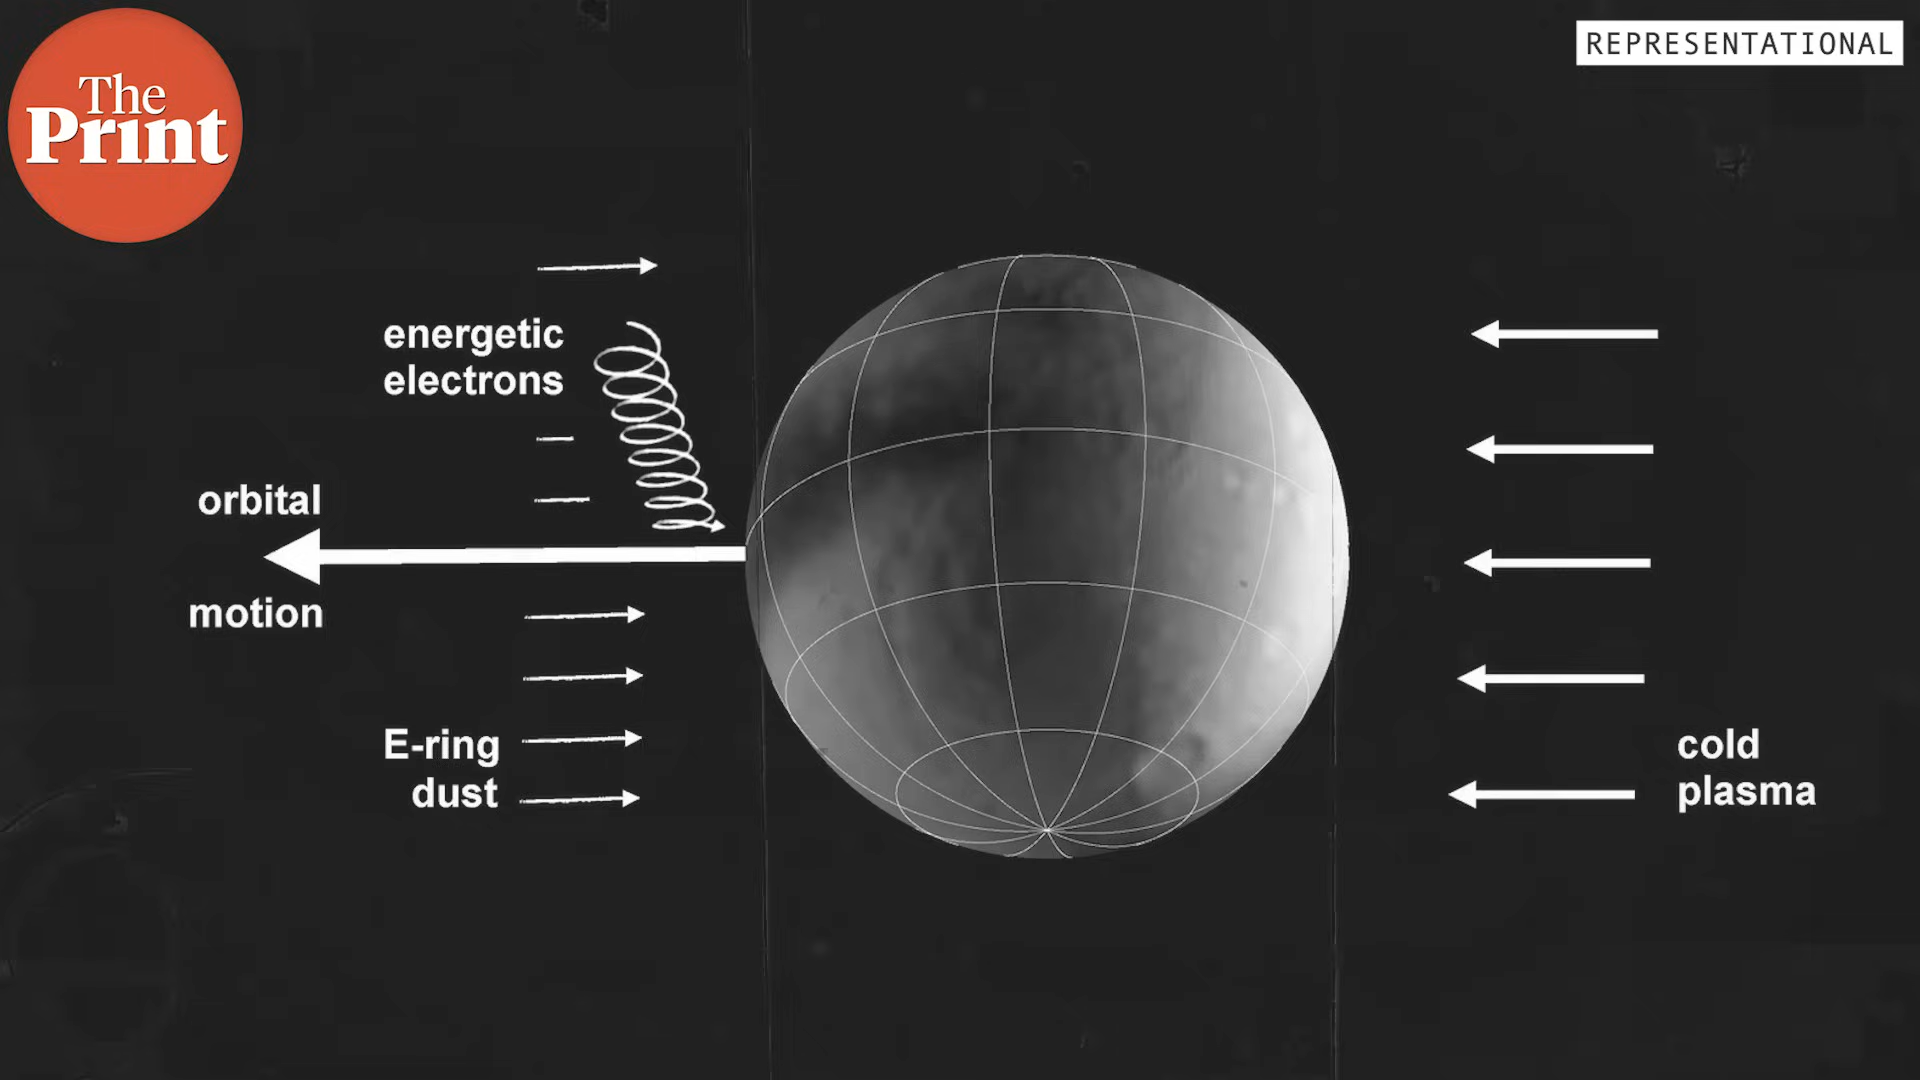 The
Print
REPRESENTATIONAL
energetic
electrons
orbital
motion
E-ring
dust
cold
plasma